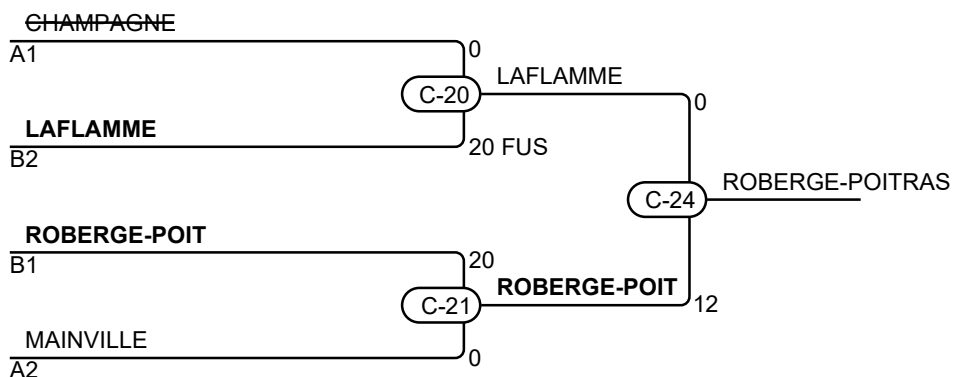 CHAMPAGNE
A1
0
C-20
LAFLAMME
0
LAFLAMME
B2
20 FUS
C-24
ROBERGE-POITRAS
ROBERGE-POIT
B1
20
C-21
ROBERGE-POIT
12
MAINVILLE
A2
0